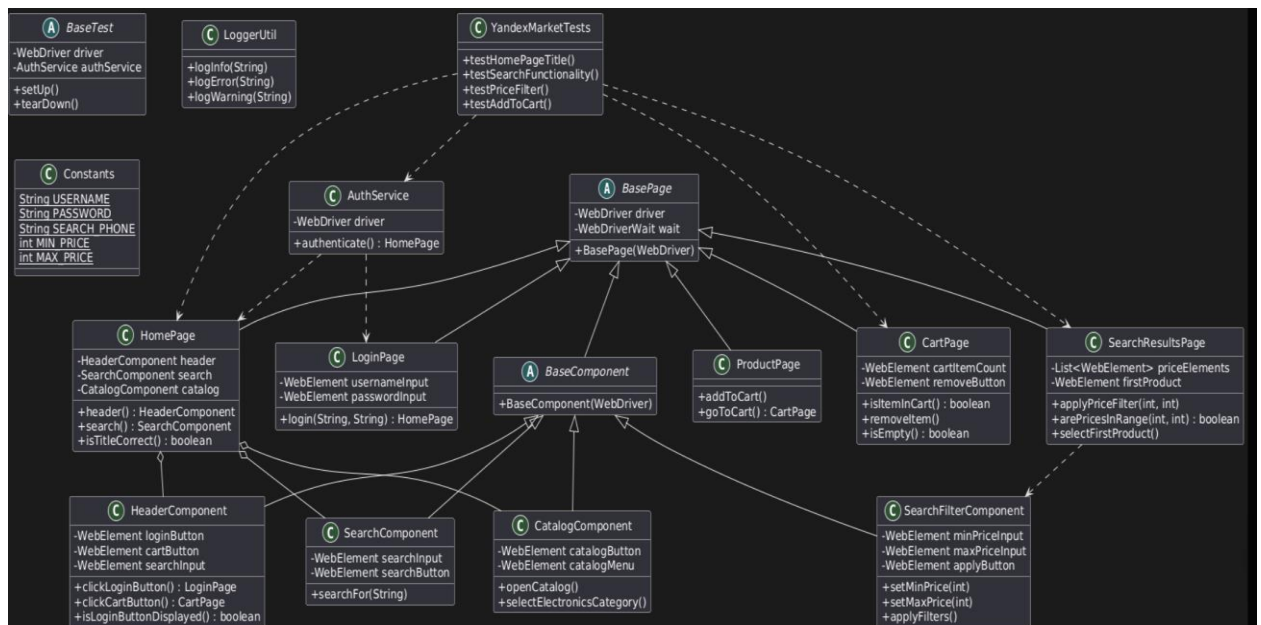 A BaseTest
-WebDriver driver
-AuthService authService
+setUp()
+tearDown()
C LoggerUtil
+logInfo(String)
+logError(String)
+logWarning(String)
C YandexMarketTests
+testHomePageTitle()
+testSearchFunctionality()
+testPriceFilter()
+testAddToCart()
C Constants
String USERNAME
String PASSWORD
String SEARCH_PHONE
int MIN_PRICE
int MAX_PRICE
C AuthService
-WebDriver driver
+authenticate() : HomePage
A BasePage
-WebDriver driver
-WebDriverWait wait
+BasePage(WebDriver)
C HomePage
-HeaderComponent header
-SearchComponent search
-CatalogComponent catalog
+header() : HeaderComponent
+search() : SearchComponent
+isTitleCorrect() : boolean
C LoginPage
-WebElement usernameInput
-WebElement passwordInput
+login(String, String) : HomePage
A BaseComponent
+BaseComponent(WebDriver)
C ProductPage
+addToCart()
+goToCart() : CartPage
C CartPage
-WebElement cartItemCount
-WebElement removeButton
+isItemInCart() : boolean
+removeItem()
+isEmpty() : boolean
C SearchResultsPage
-List<WebElement> priceElements
-WebElement firstProduct
+applyPriceFilter(int, int)
+arePricesInRange(int, int) : boolean
+selectFirstProduct()
C HeaderComponent
-WebElement loginButton
-WebElement cartButton
-WebElement searchInput
+clickLoginButton() : LoginPage
+clickCartButton() : CartPage
+isLoginButtonDisplayed() : boolean
C SearchComponent
-WebElement searchInput
-WebElement searchButton
+searchFor(String)
C CatalogComponent
-WebElement catalogButton
-WebElement catalogMenu
+openCatalog()
+selectElectronicsCategory()
C SearchFilterComponent
-WebElement minPriceInput
-WebElement maxPriceInput
-WebElement applyButton
+setMinPrice(int)
+setMaxPrice(int)
+applyFilters()